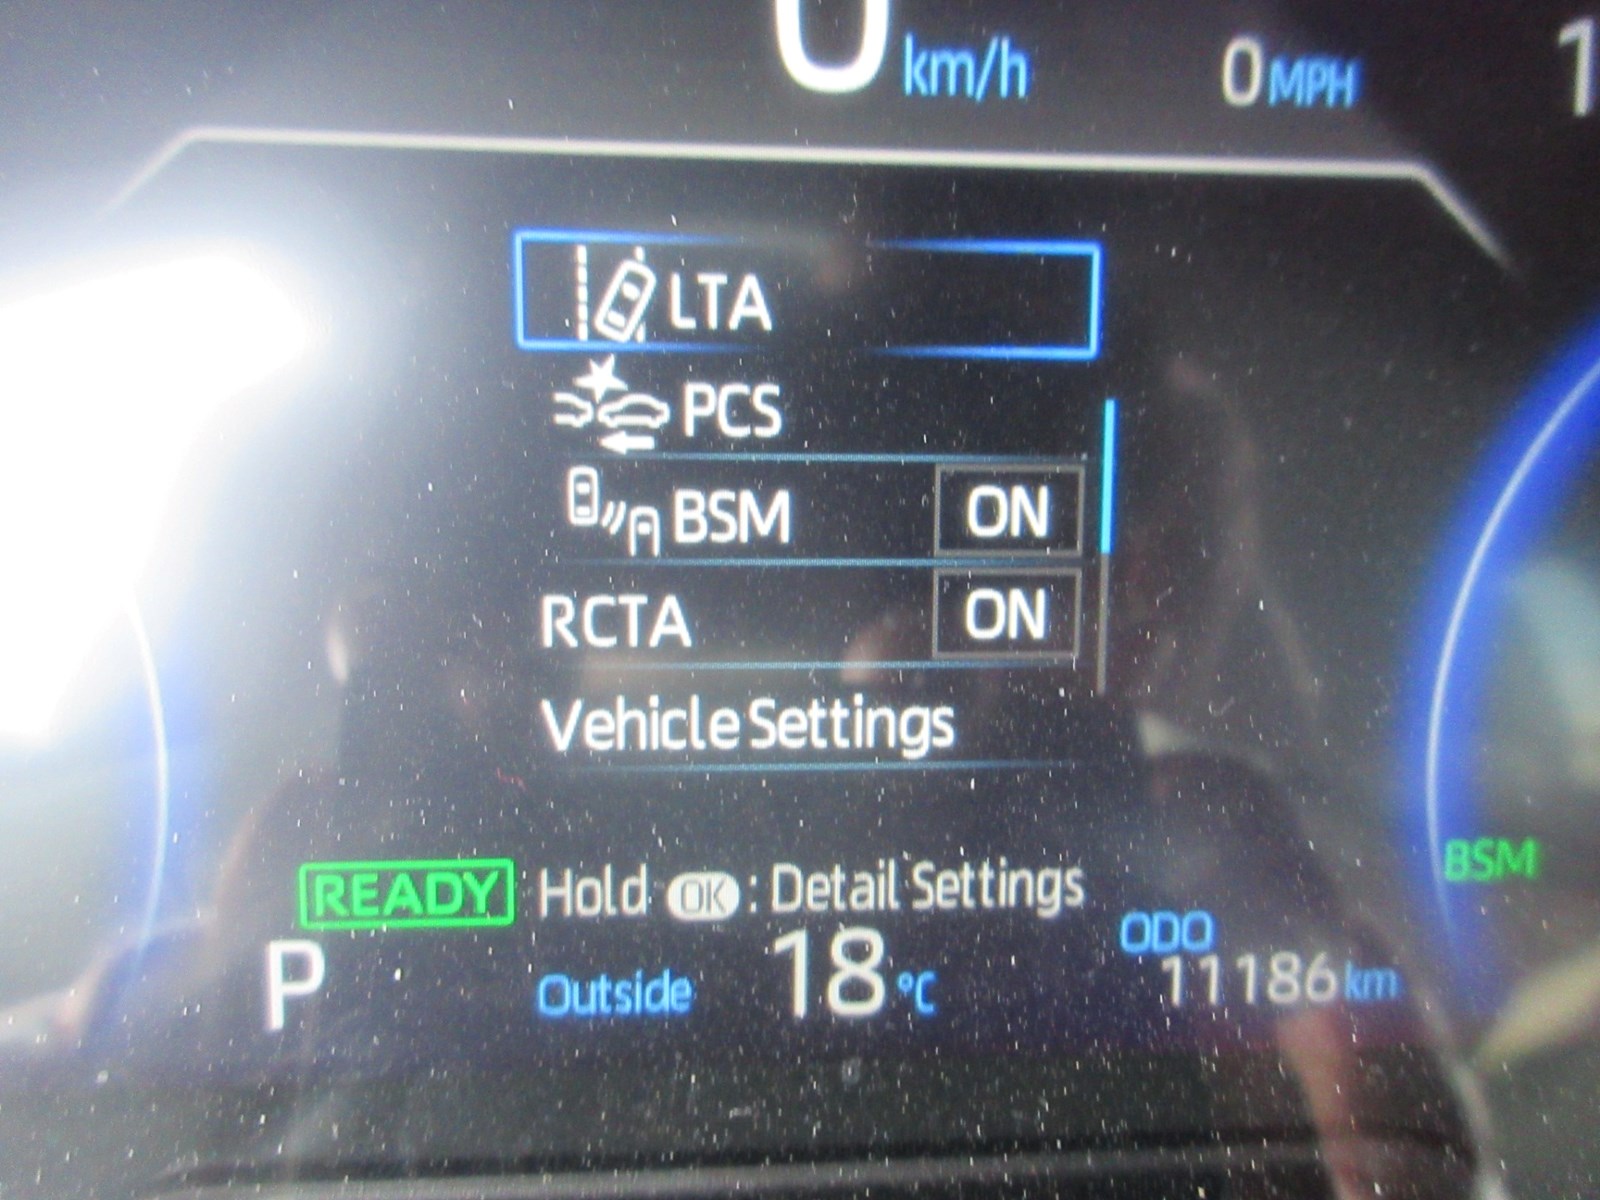 0 km/h 0 MPH 1
LTA
PCS
BSM ON
RCTA ON
Vehicle Settings
READY Hold OK : Detail Settings
BSM
P Outside 18 °C ODO 11186 km